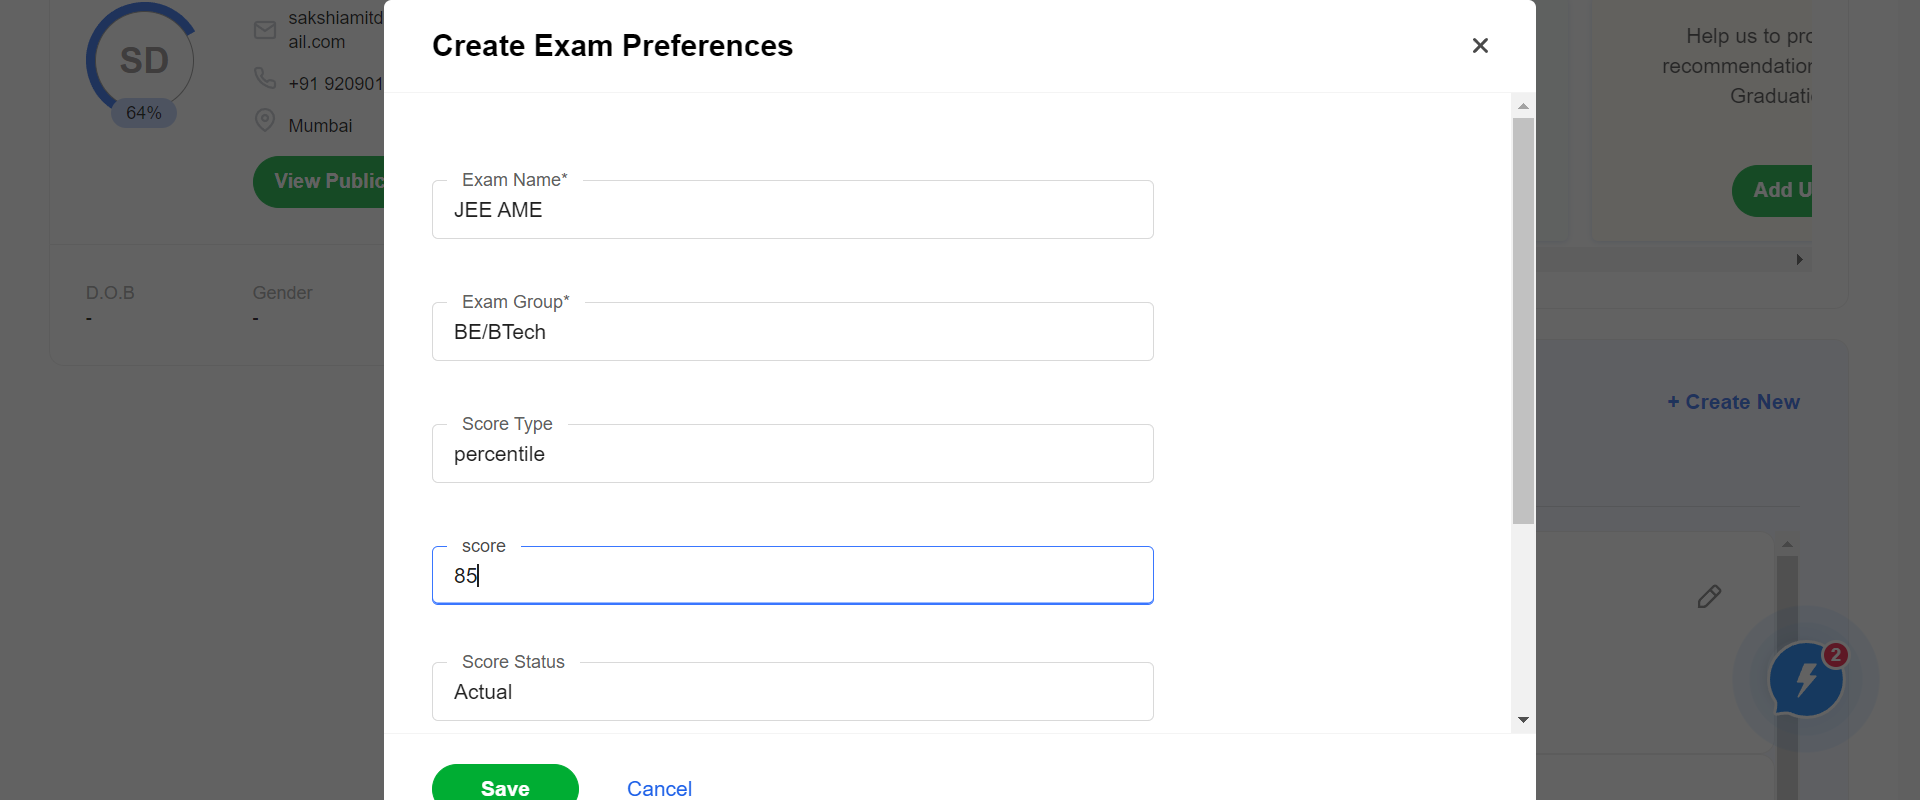 SD
64%
sakshiamitd
ail.com
+91 920901
Mumbai
View Public
D.O.B
-
Gender
-
Create Exam Preferences
Exam Name*
JEE AME
Exam Group*
BE/BTech
Score Type
percentile
score
85
Score Status
Actual
Save
Cancel
Help us to pro
recommendation
Graduati
Add U
+ Create New
2